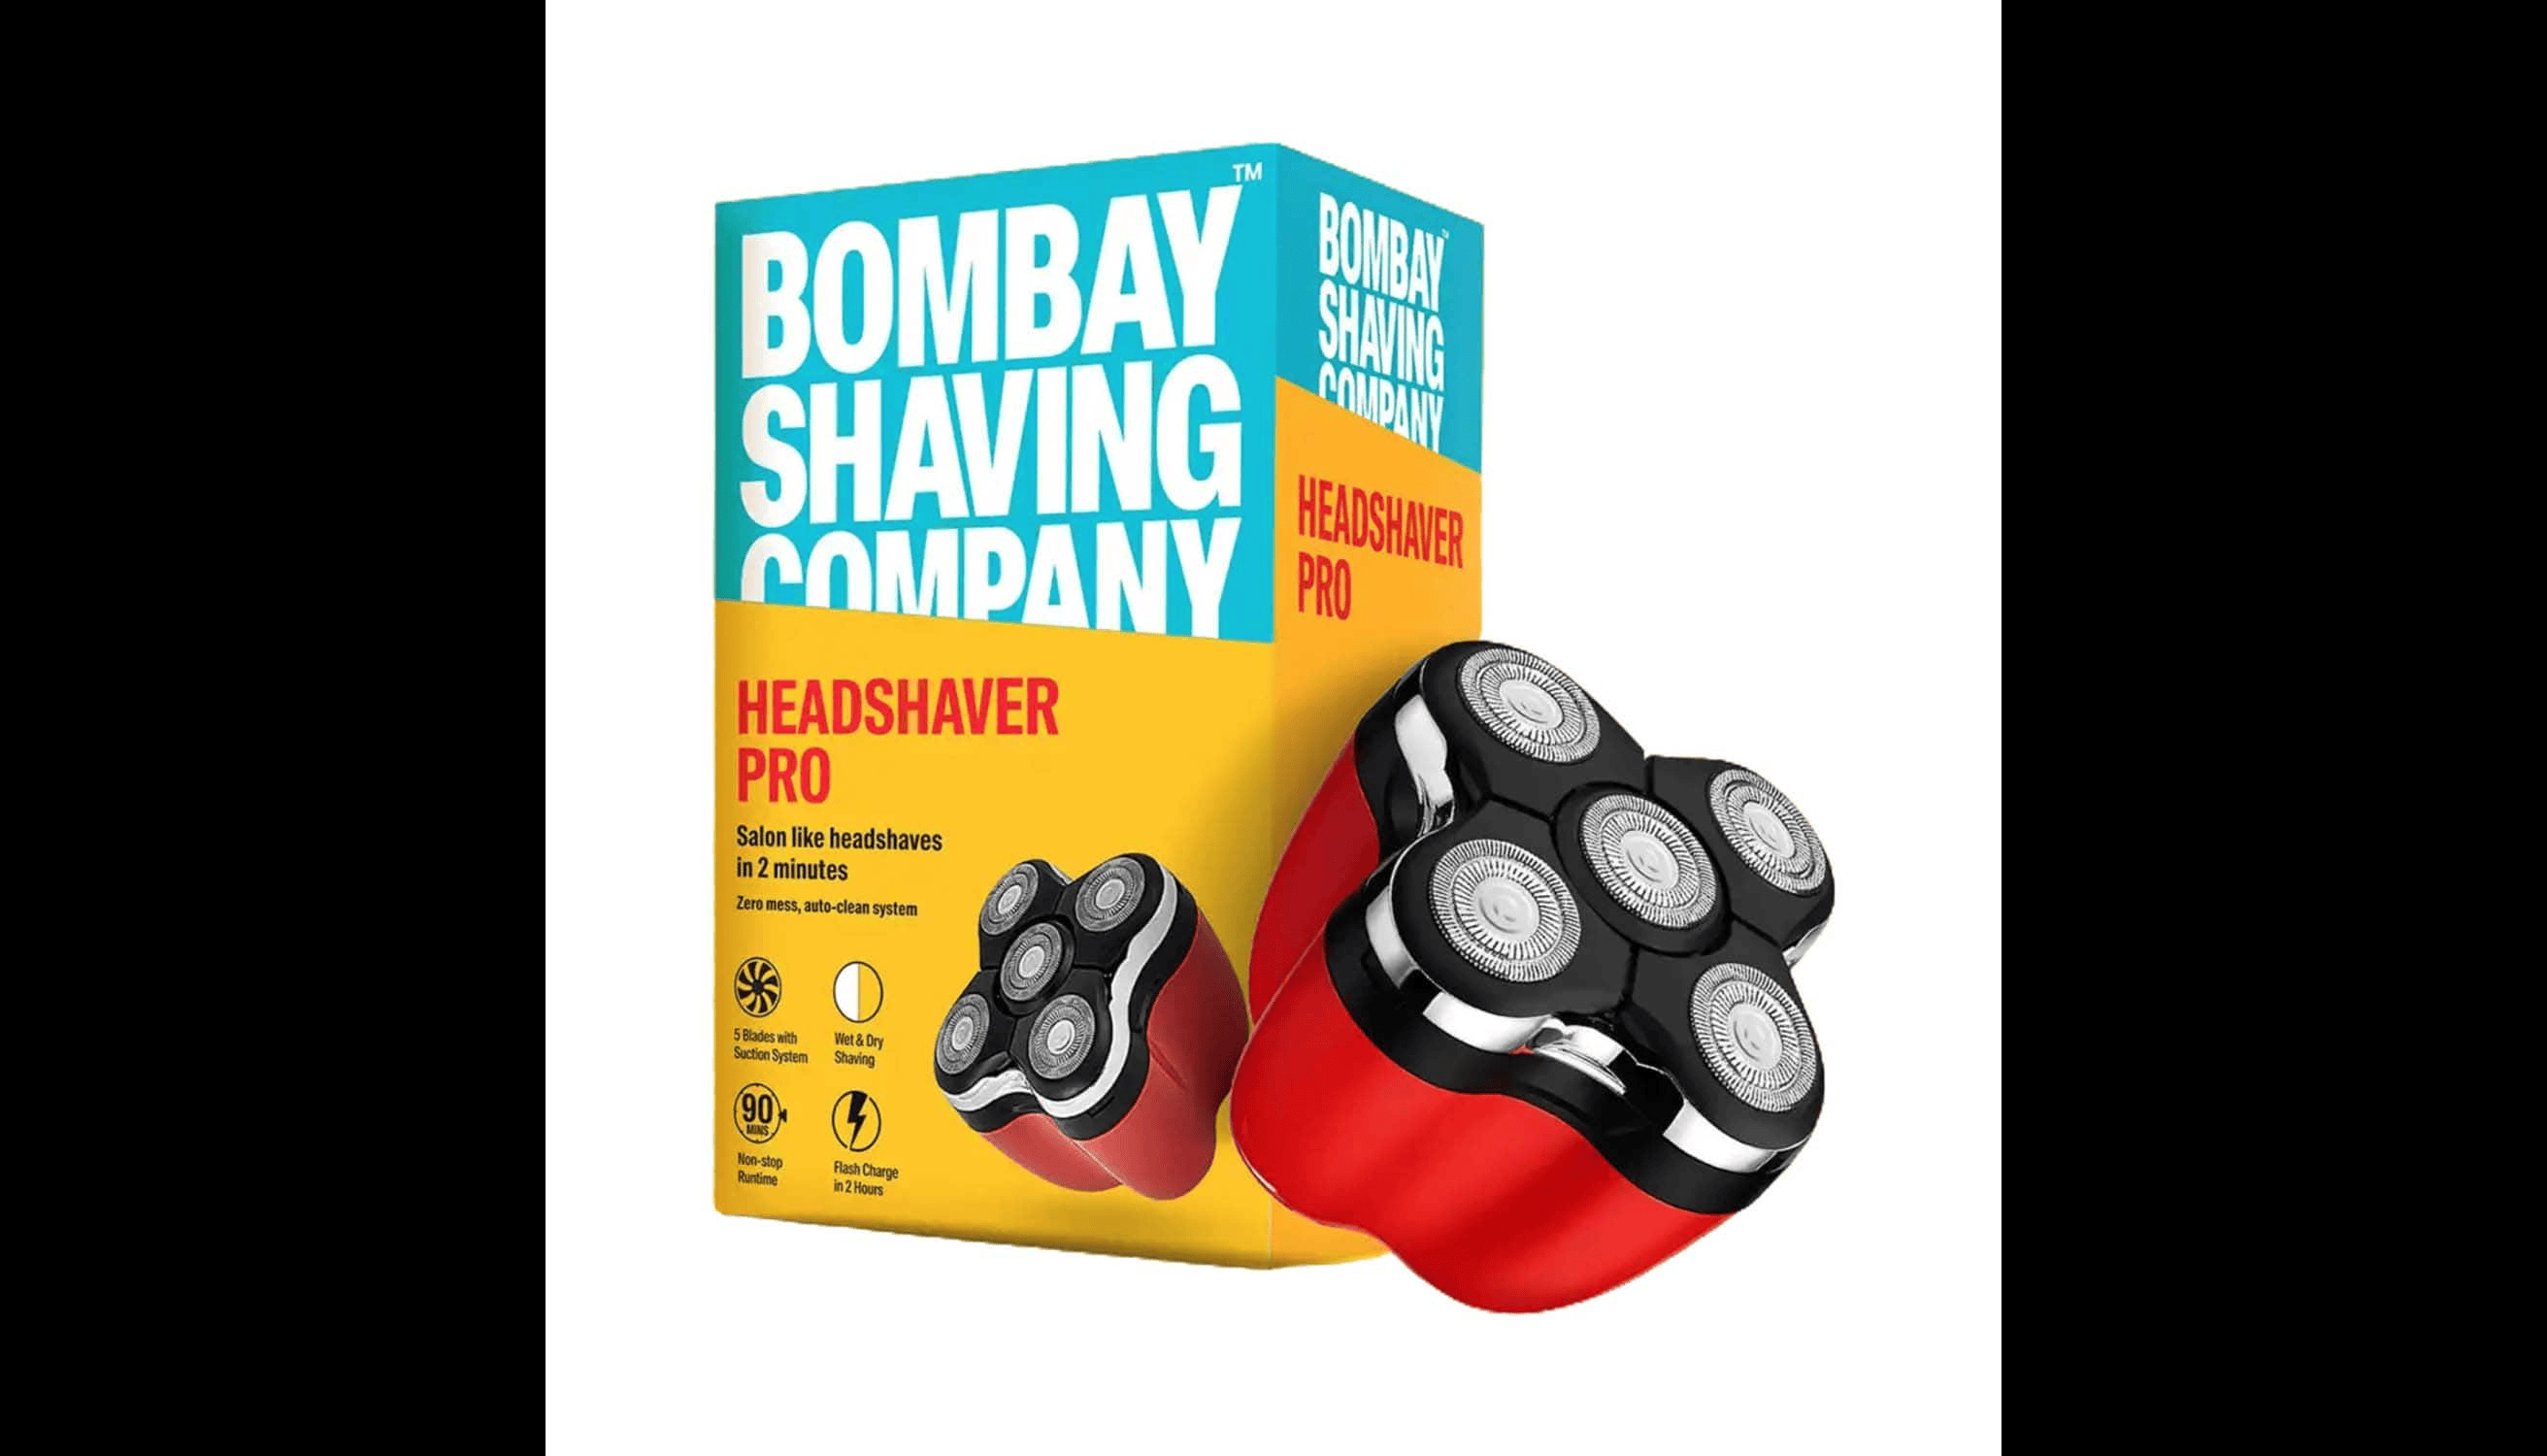 BOMBAY™
SHAVING
COMPANY
HEADSHAVER
PRO
Salon like headshaves
in 2 minutes
Zero mess, auto-clean system
5 Blades with
Suction System
Wet & Dry
Shaving
90
MINS
Non-stop
Runtime
Flash Charge
in 2 Hours
BOMBAY™
SHAVING
COMPANY
HEADSHAVER
PRO